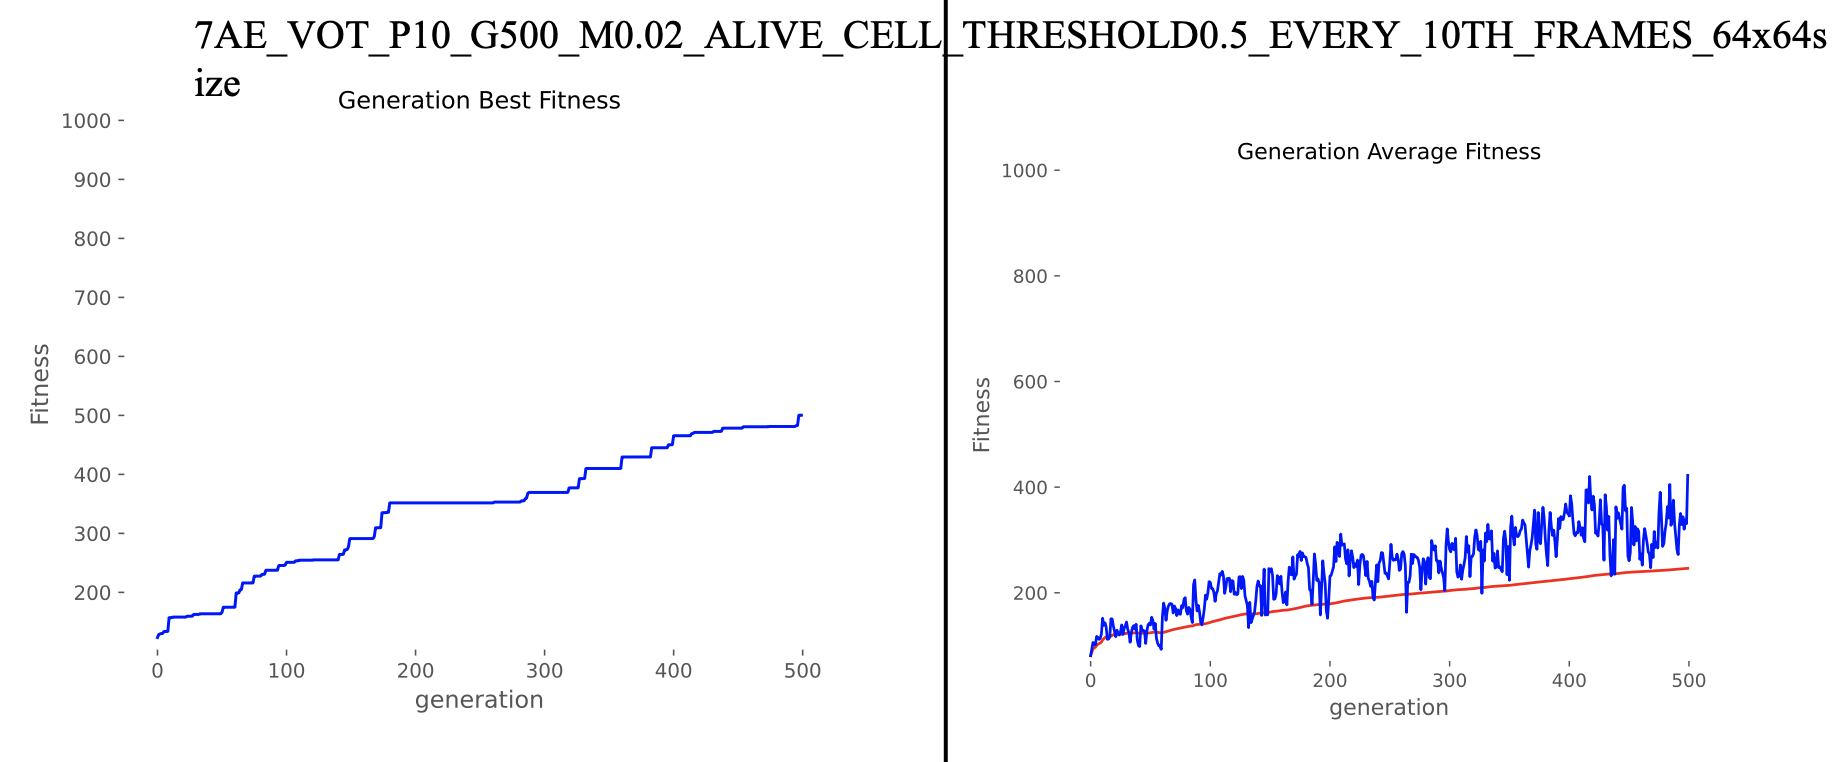 7AE_VOT_P10_G500_M0.02_ALIVE_CELL_THRESHOLD0.5_EVERY_10TH_FRAMES_64x64s
ize
Generation Best Fitness
1000
900
800
700
600
500
400
300
200
Fitness
0 100 200 300 400 500
generation
Generation Average Fitness
1000
800
600
400
200
Fitness
0 100 200 300 400 500
generation